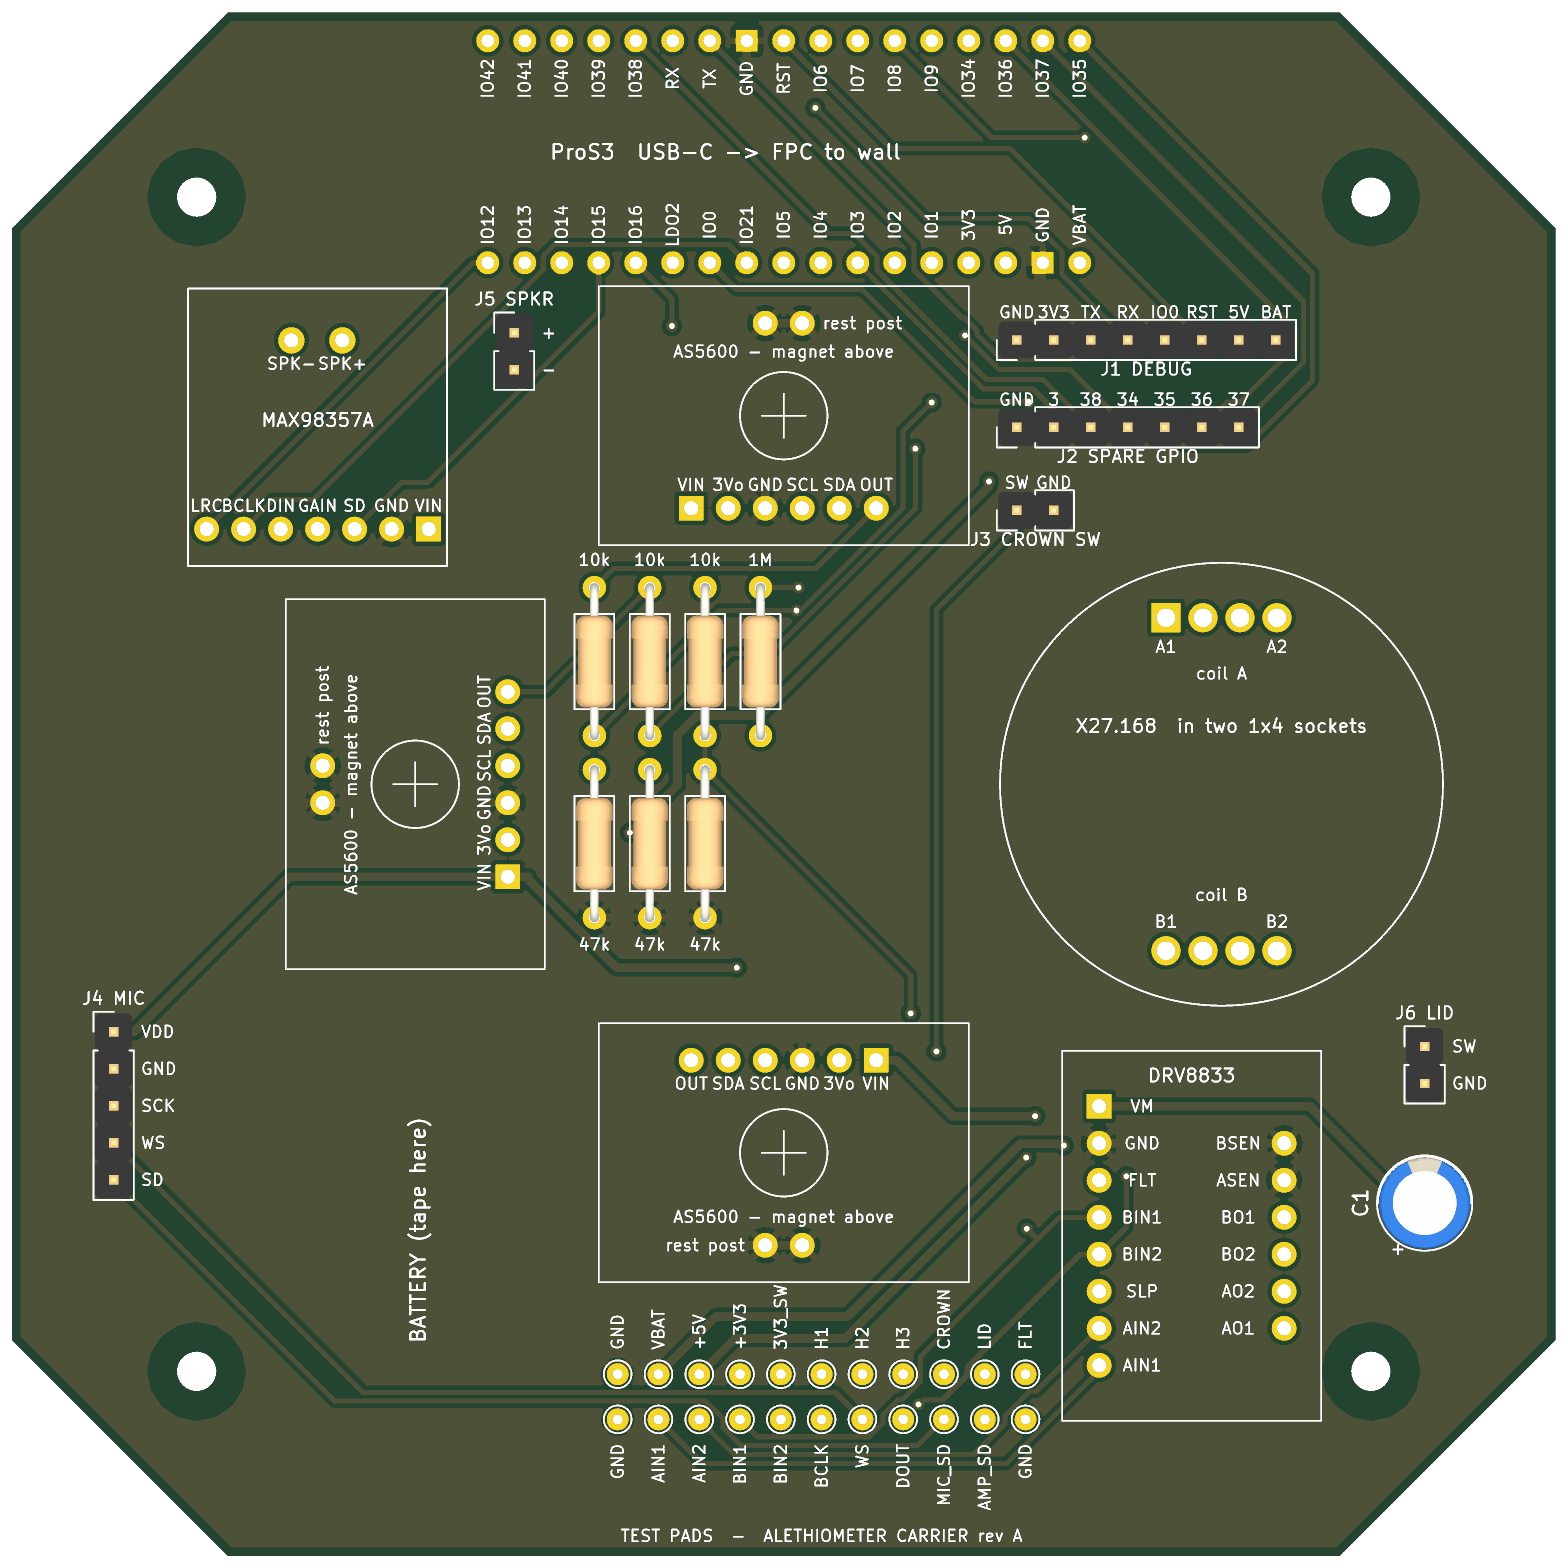 IO42 IO41 IO40 IO39 IO38 RX TX GND RST IO6 IO7 IO8 IO9 IO34 IO36 IO37 IO35
ProS3 USB-C -> FPC to wall
IO12 IO13 IO14 IO15 IO16 LDO2 IO0 IO21 IO5 IO4 IO3 IO2 IO1 3V3 5V GND VBAT
J5 SPKR
+
-
SPK- SPK+
MAX98357A
LRC BCLK DIN GAIN SD GND VIN
rest post
AS5600 - magnet above
VIN 3Vo GND SCL SDA OUT
GND 3V3 TX RX IO0 RST 5V BAT
J1 DEBUG
GND 3 38 34 35 36 37
J2 SPARE GPIO
SW GND
J3 CROWN SW
10k 10k 10k 1M
47k 47k 47k
rest post
AS5600 - magnet above
OUT
SDA
SCL
GND
3Vo
VIN
A1 A2
coil A
X27.168 in two 1x4 sockets
coil B
B1 B2
J4 MIC
VDD
GND
SCK
WS
SD
BATTERY (tape here)
OUT SDA SCL GND 3Vo VIN
AS5600 - magnet above
rest post
J6 LID
SW
GND
DRV8833
VM
GND BSEN
FLT ASEN
BIN1 BO1
BIN2 BO2
SLP AO2
AIN2 AO1
AIN1
C1
+
GND VBAT +5V +3V3 3V3_SW H1 H2 H3 CROWN LID FLT
GND AIN1 AIN2 BIN1 BIN2 BCLK WS DOUT MIC_SD AMP_SD GND
TEST PADS - ALETHIOMETER CARRIER rev A